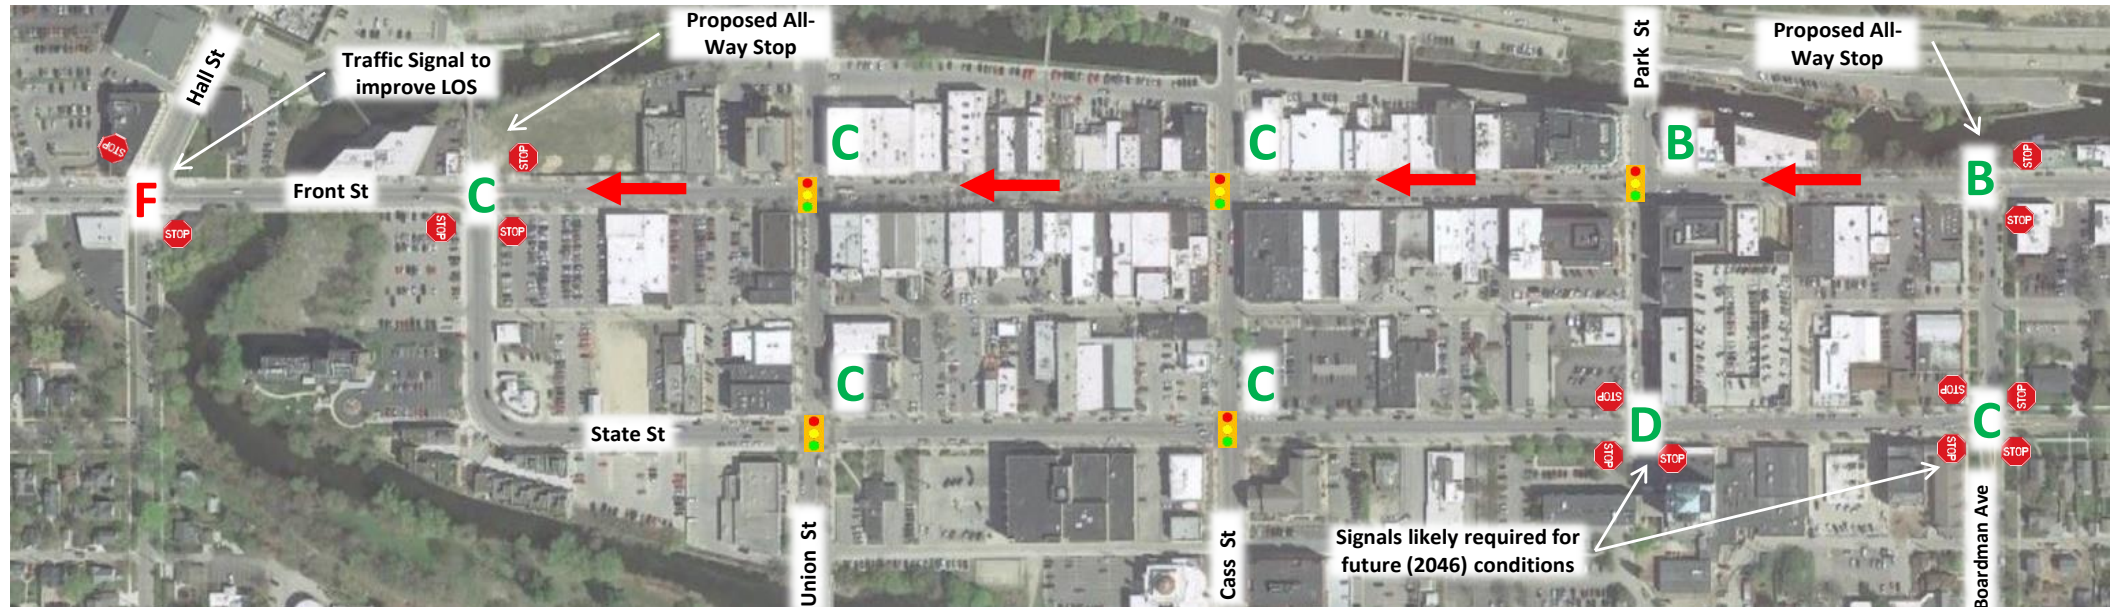 Proposed All-
Way Stop
Traffic Signal to
improve LOS
Hall St
Park St
Proposed All-
Way Stop
STOP
STOP
C
C
B
STOP
F
Front St
C
B
STOP
STOP
STOP
STOP
C
C
STOP
STOP
STOP
State St
D
C
STOP
STOP
STOP
STOP
Union St
Cass St
Signals likely required for
future (2046) conditions
Boardman Ave